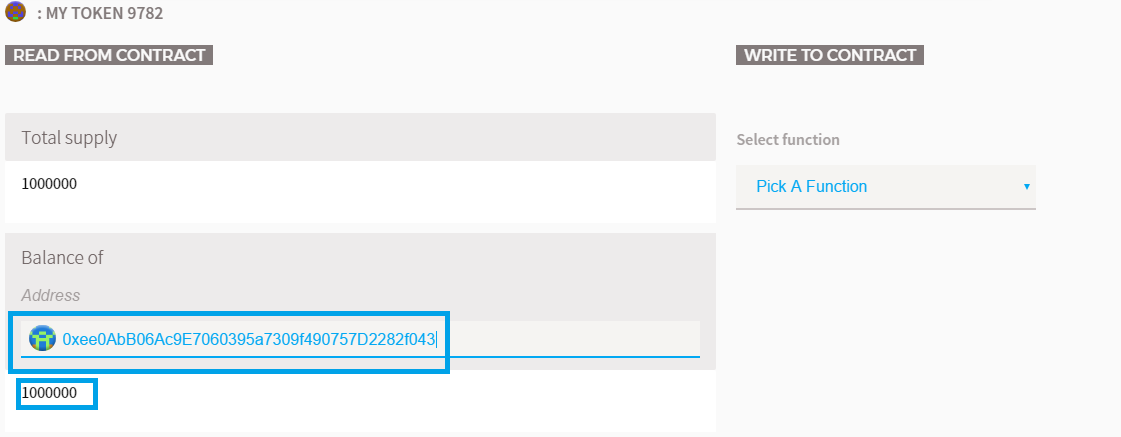 : MY TOKEN 9782
READ FROM CONTRACT
WRITE TO CONTRACT
Total supply
1000000
Select function
Pick A Function
Balance of
Address
0xee0AbB06Ac9E7060395a7309f490757D2282f043
1000000